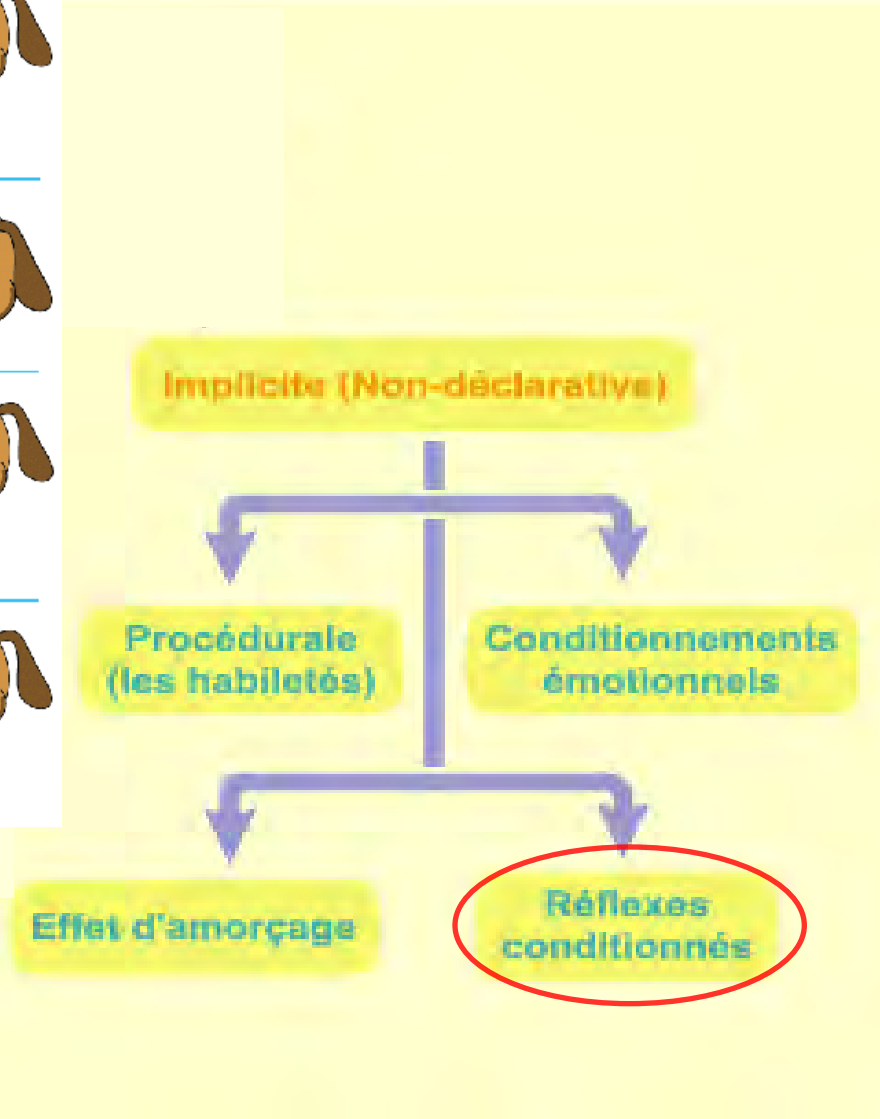 Implicite (Non-déclarative)
Procédurale
(les habiletés)
Conditionnements
émotionnels
Effet d'amorçage
Réflexes
conditionnés